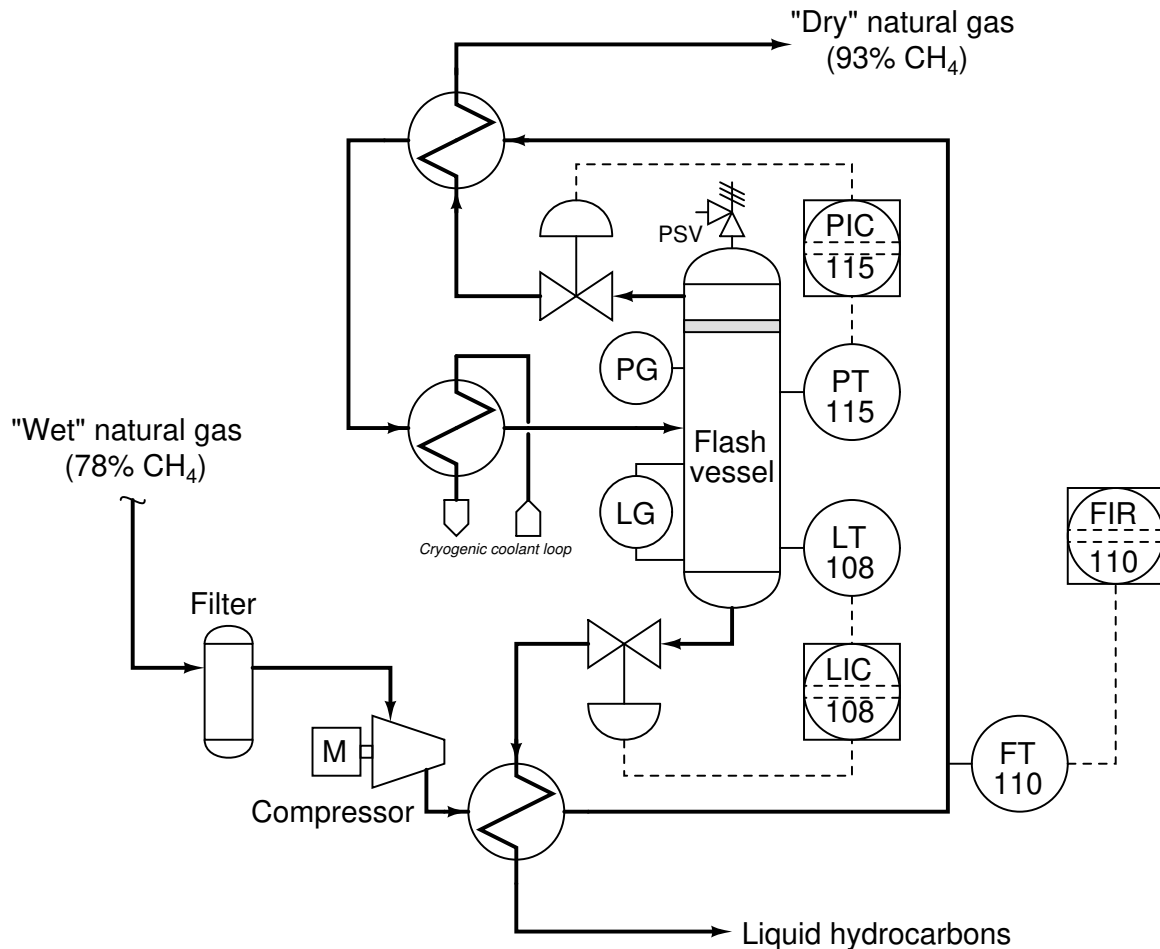 "Dry" natural gas
(93% CH₄)
PSV
PIC
115
PG
PT
115
"Wet" natural gas
(78% CH₄)
Flash
vessel
LG
Cryogenic coolant loop
LT
108
FIR
110
Filter
LIC
108
M
Compressor
FT
110
Liquid hydrocarbons